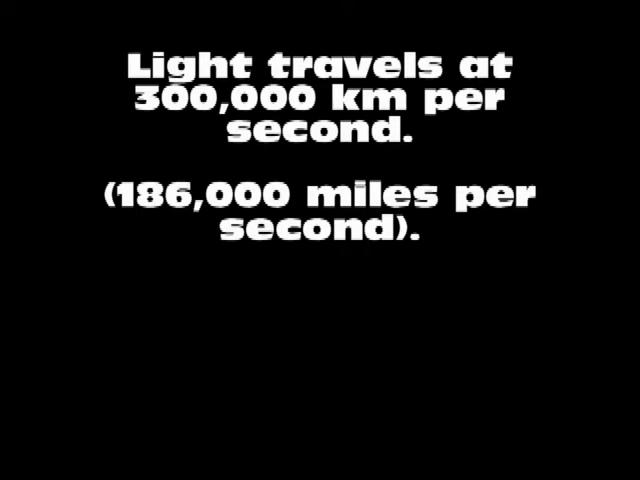 Light travels at
300,000 km per
second.
(186,000 miles per
second).